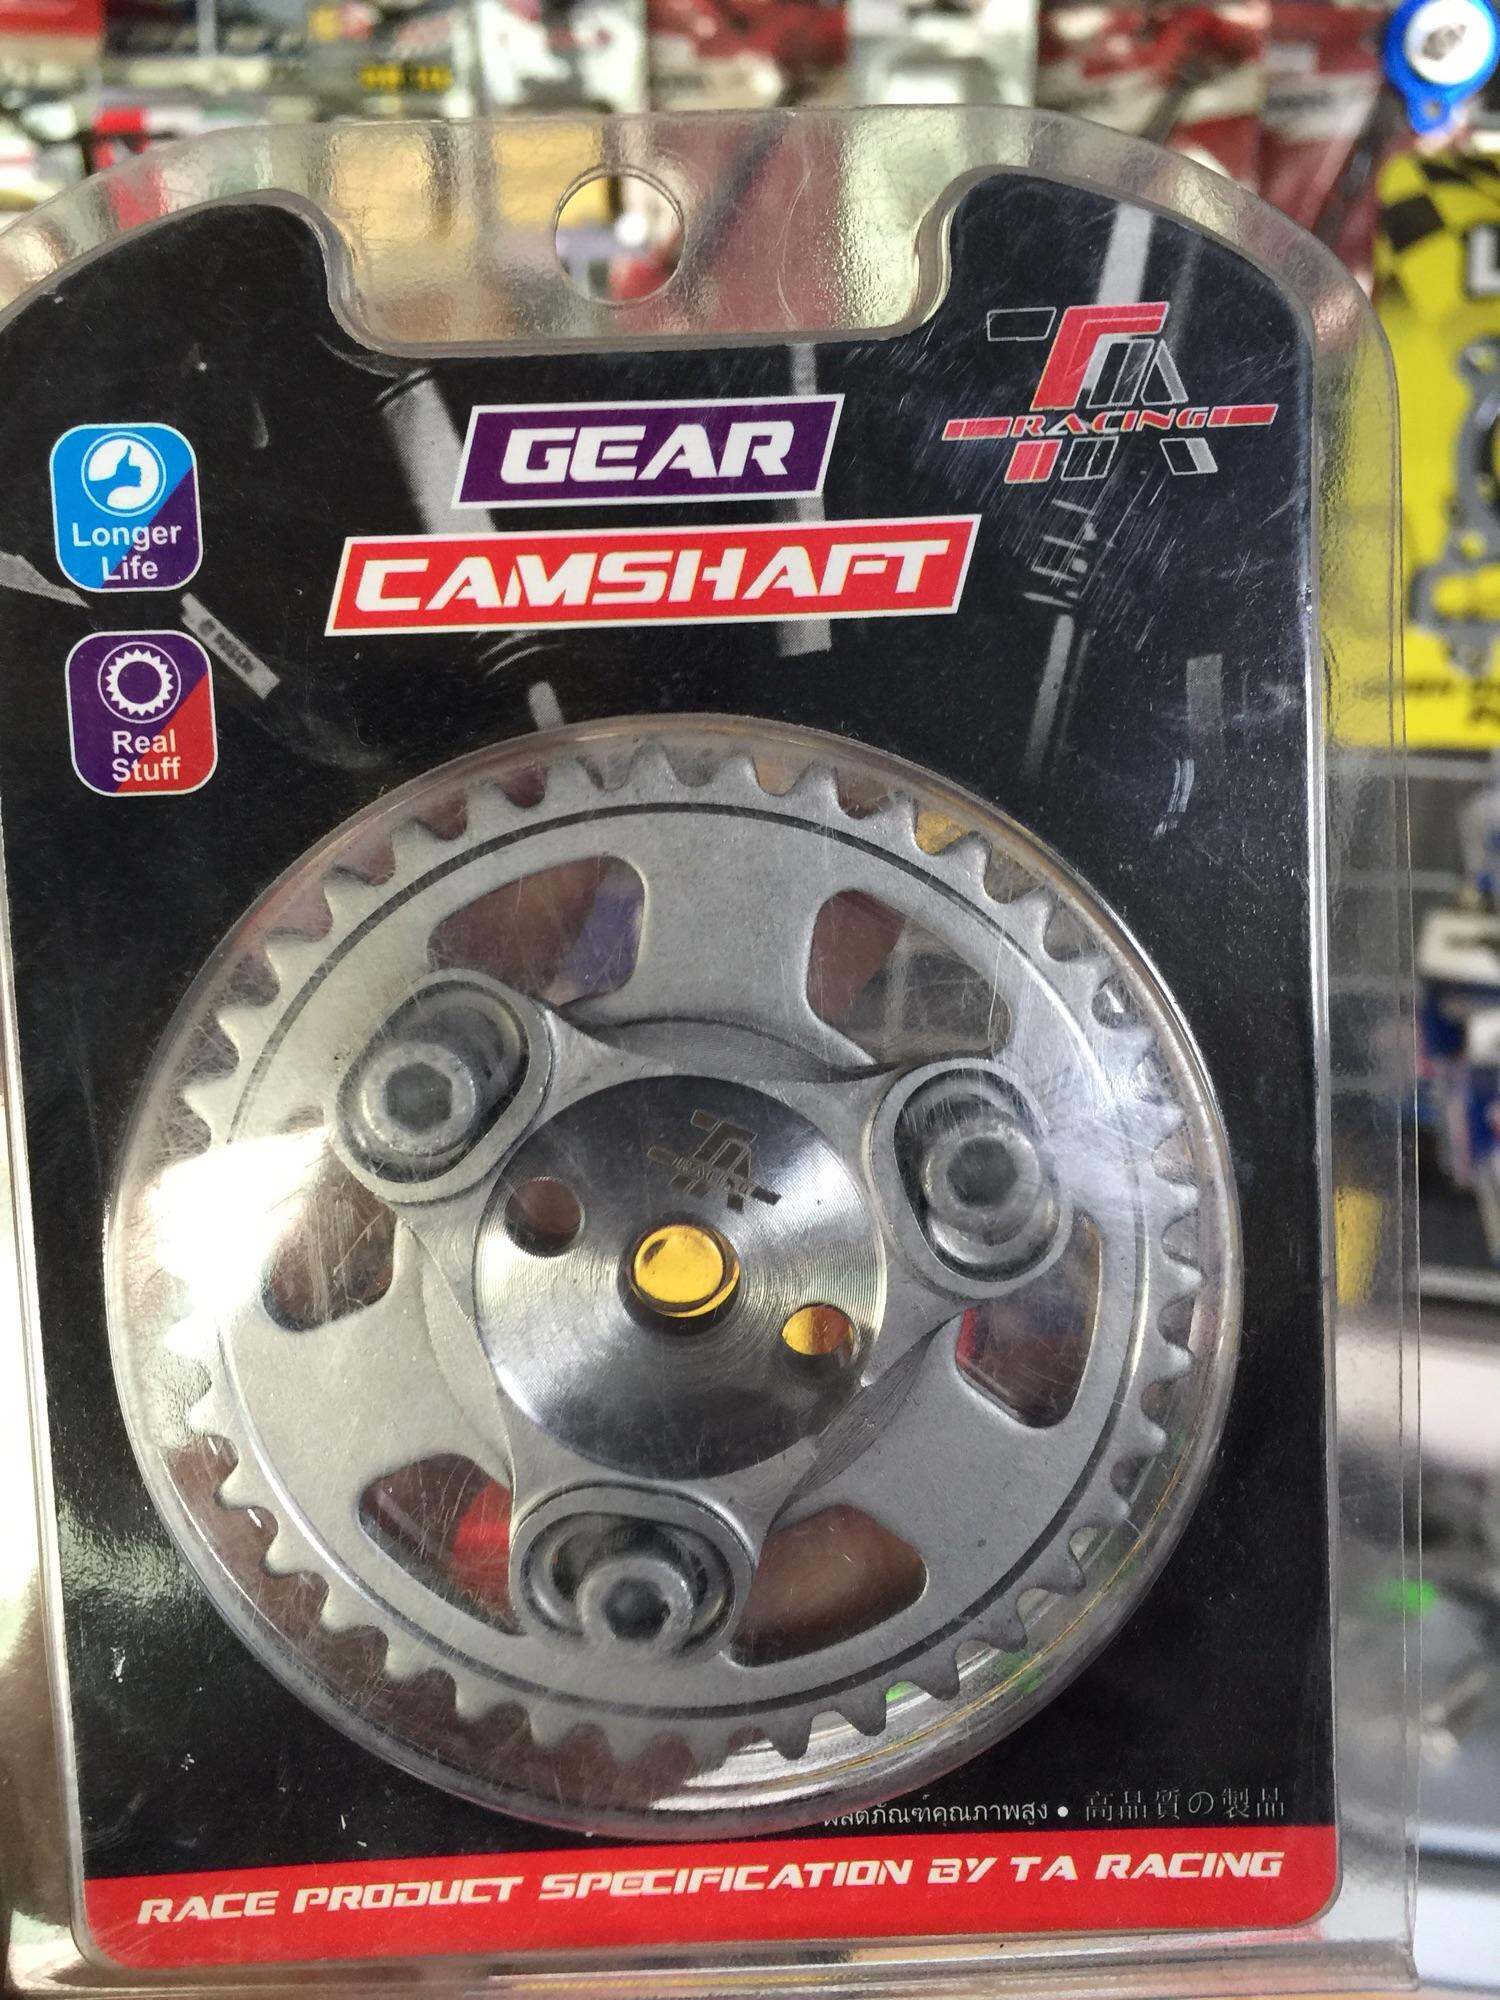 TA
RACING
GEAR
CAMSHAFT
Longer
Life
Real
Stuff
ผลิตภัณฑ์คุณภาพสูง • 高品質の製品
RACE PRODUCT SPECIFICATION BY TA RACING